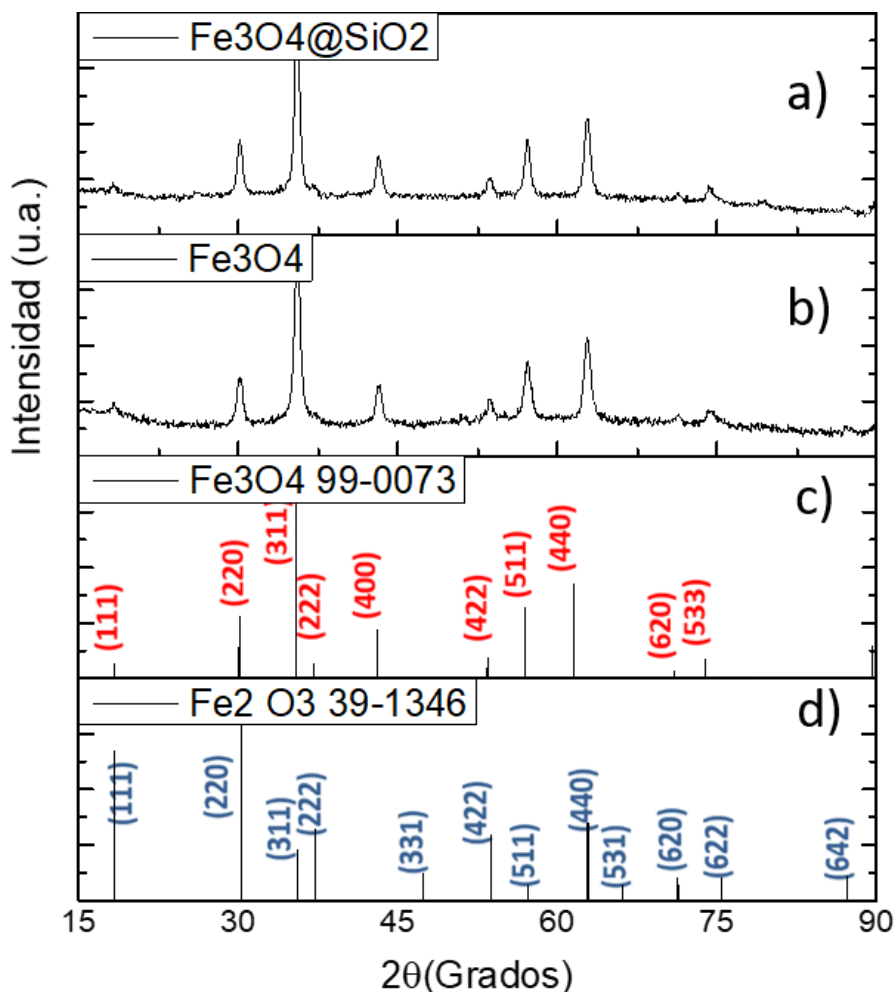 Fe3O4@SiO2
a)
Fe3O4
b)
Intensidad (u.a.)
Fe3O4 99-0073
c)
(111)
(220)
(311)
(222)
(400)
(422)
(511)
(440)
(620)
(533)
Fe2 O3 39-1346
d)
(111)
(220)
(311)
(222)
(331)
(422)
(511)
(440)
(531)
(620)
(622)
(642)
15 30 45 60 75 90
2θ(Grados)